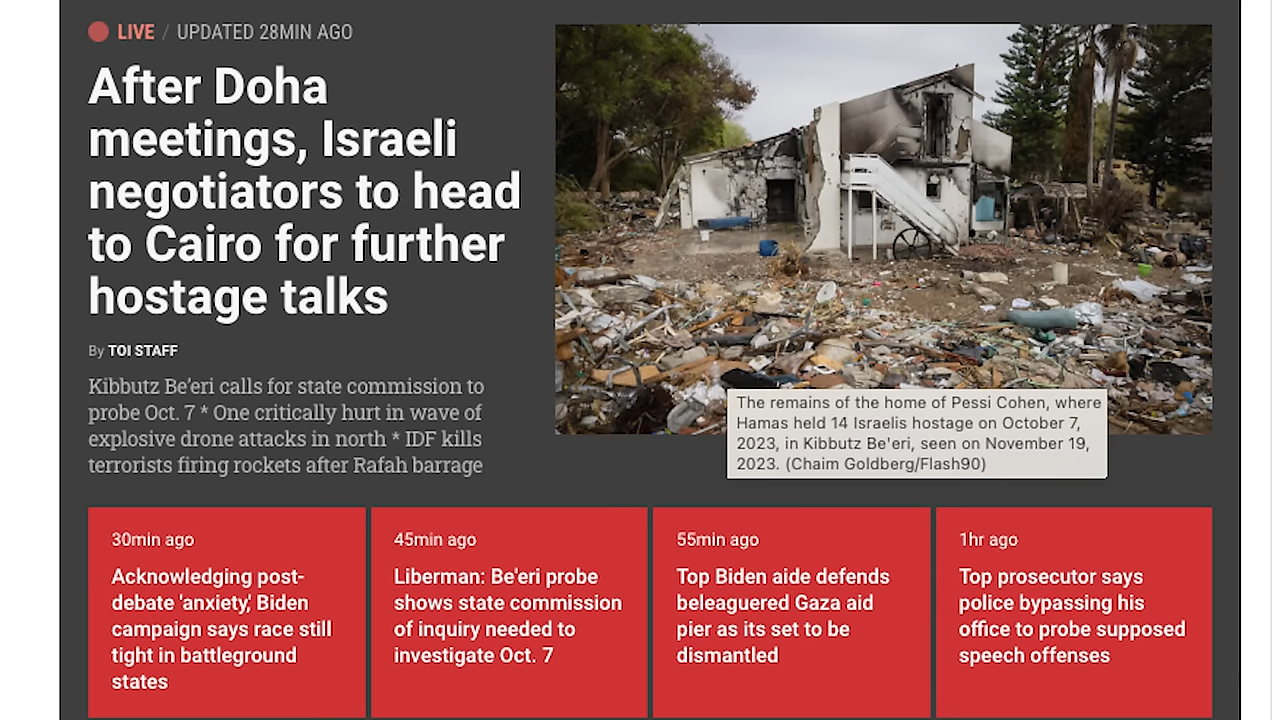 LIVE / UPDATED 28MIN AGO
After Doha
meetings, Israeli
negotiators to head
to Cairo for further
hostage talks
By TOI STAFF
Kibbutz Be'eri calls for state commission to
probe Oct. 7 * One critically hurt in wave of
explosive drone attacks in north * IDF kills
terrorists firing rockets after Rafah barrage
The remains of the home of Pessi Cohen, where
Hamas held 14 Israelis hostage on October 7,
2023, in Kibbutz Be'eri, seen on November 19,
2023. (Chaim Goldberg/Flash90)
30min ago
Acknowledging post-
debate 'anxiety,' Biden
campaign says race still
tight in battleground
states
45min ago
Liberman: Be'eri probe
shows state commission
of inquiry needed to
investigate Oct. 7
55min ago
Top Biden aide defends
beleaguered Gaza aid
pier as its set to be
dismantled
1hr ago
Top prosecutor says
police bypassing his
office to probe supposed
speech offenses